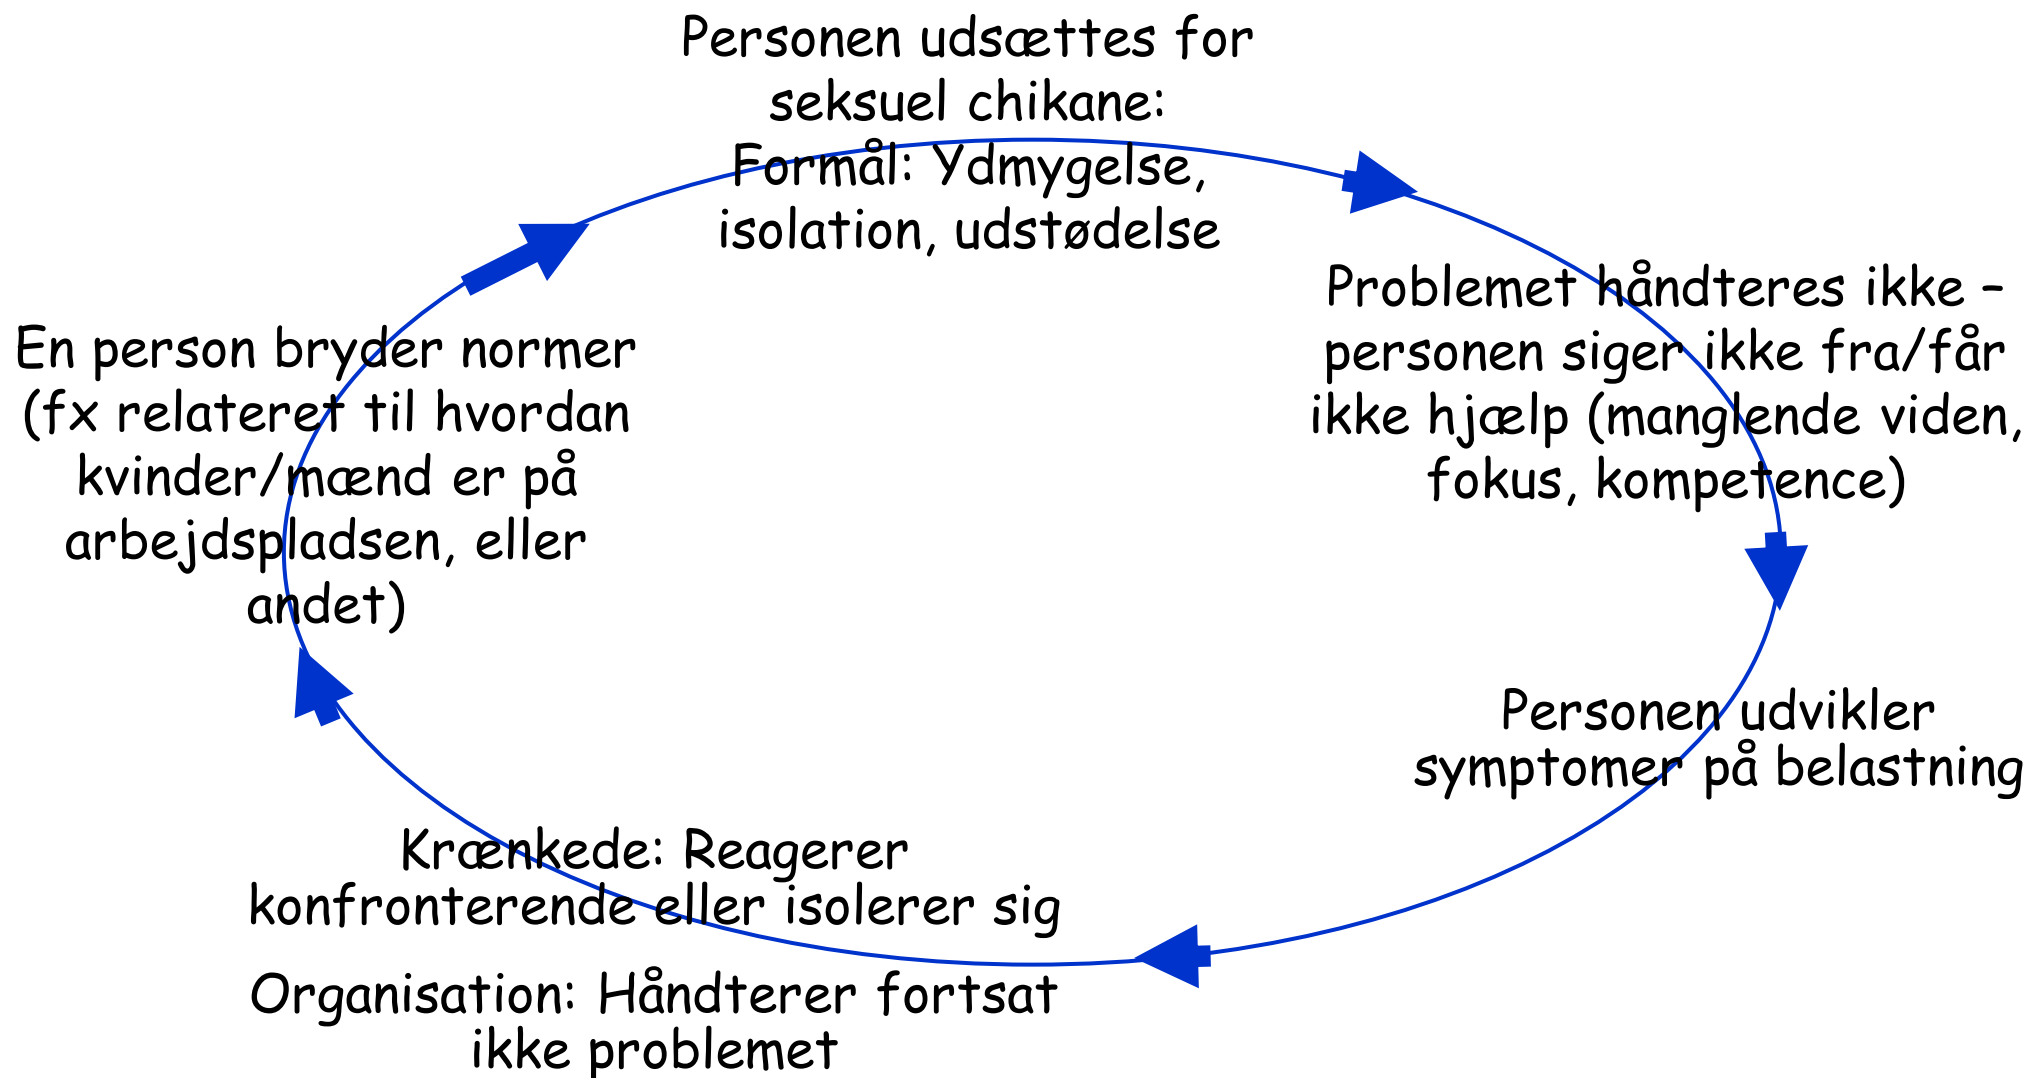 Personen udsættes for
seksuel chikane:
Formål: Ydmygelse,
isolation, udstødelse
Problemet håndteres ikke –
personen siger ikke fra/får
ikke hjælp (manglende viden,
fokus, kompetence)
Personen udvikler
symptomer på belastning
Krænkede: Reagerer
konfronterende eller isolerer sig
Organisation: Håndterer fortsat
ikke problemet
En person bryder normer
(fx relateret til hvordan
kvinder/mænd er på
arbejdspladsen, eller
andet)